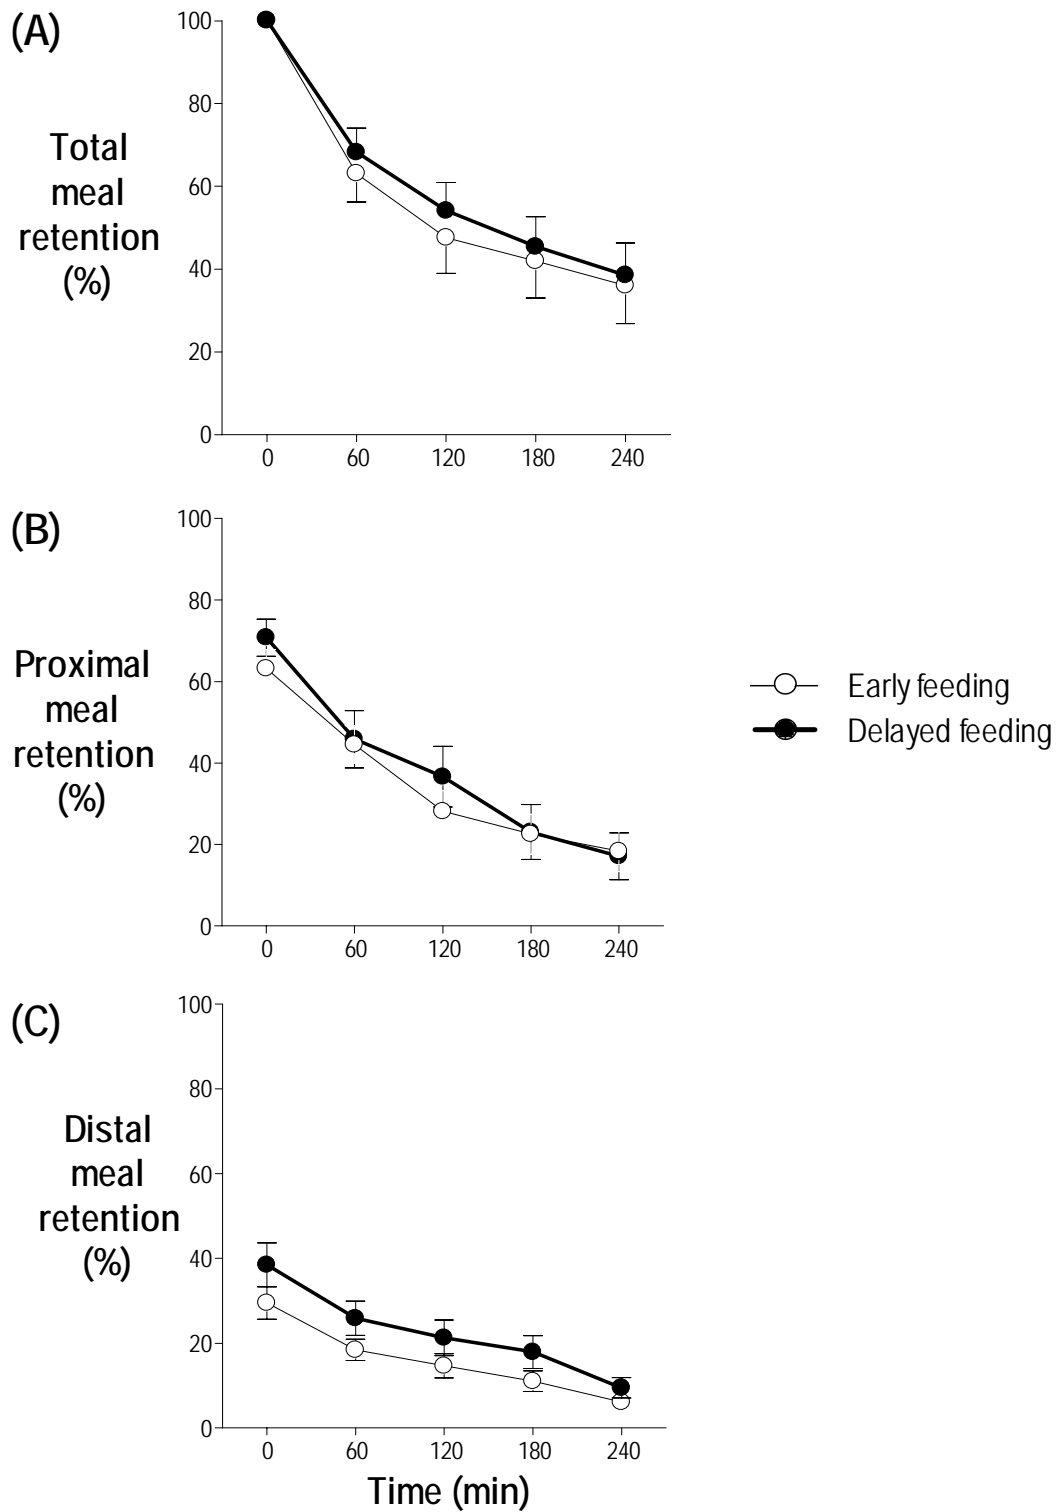 (A)
Total
meal
retention
(%)
100
80
60
40
20
0
0 60 120 180 240
(B)
Proximal
meal
retention
(%)
100
80
60
40
20
0
0 60 120 180 240
Early feeding
Delayed feeding
(C)
Distal
meal
retention
(%)
100
80
60
40
20
0
0 60 120 180 240
Time (min)